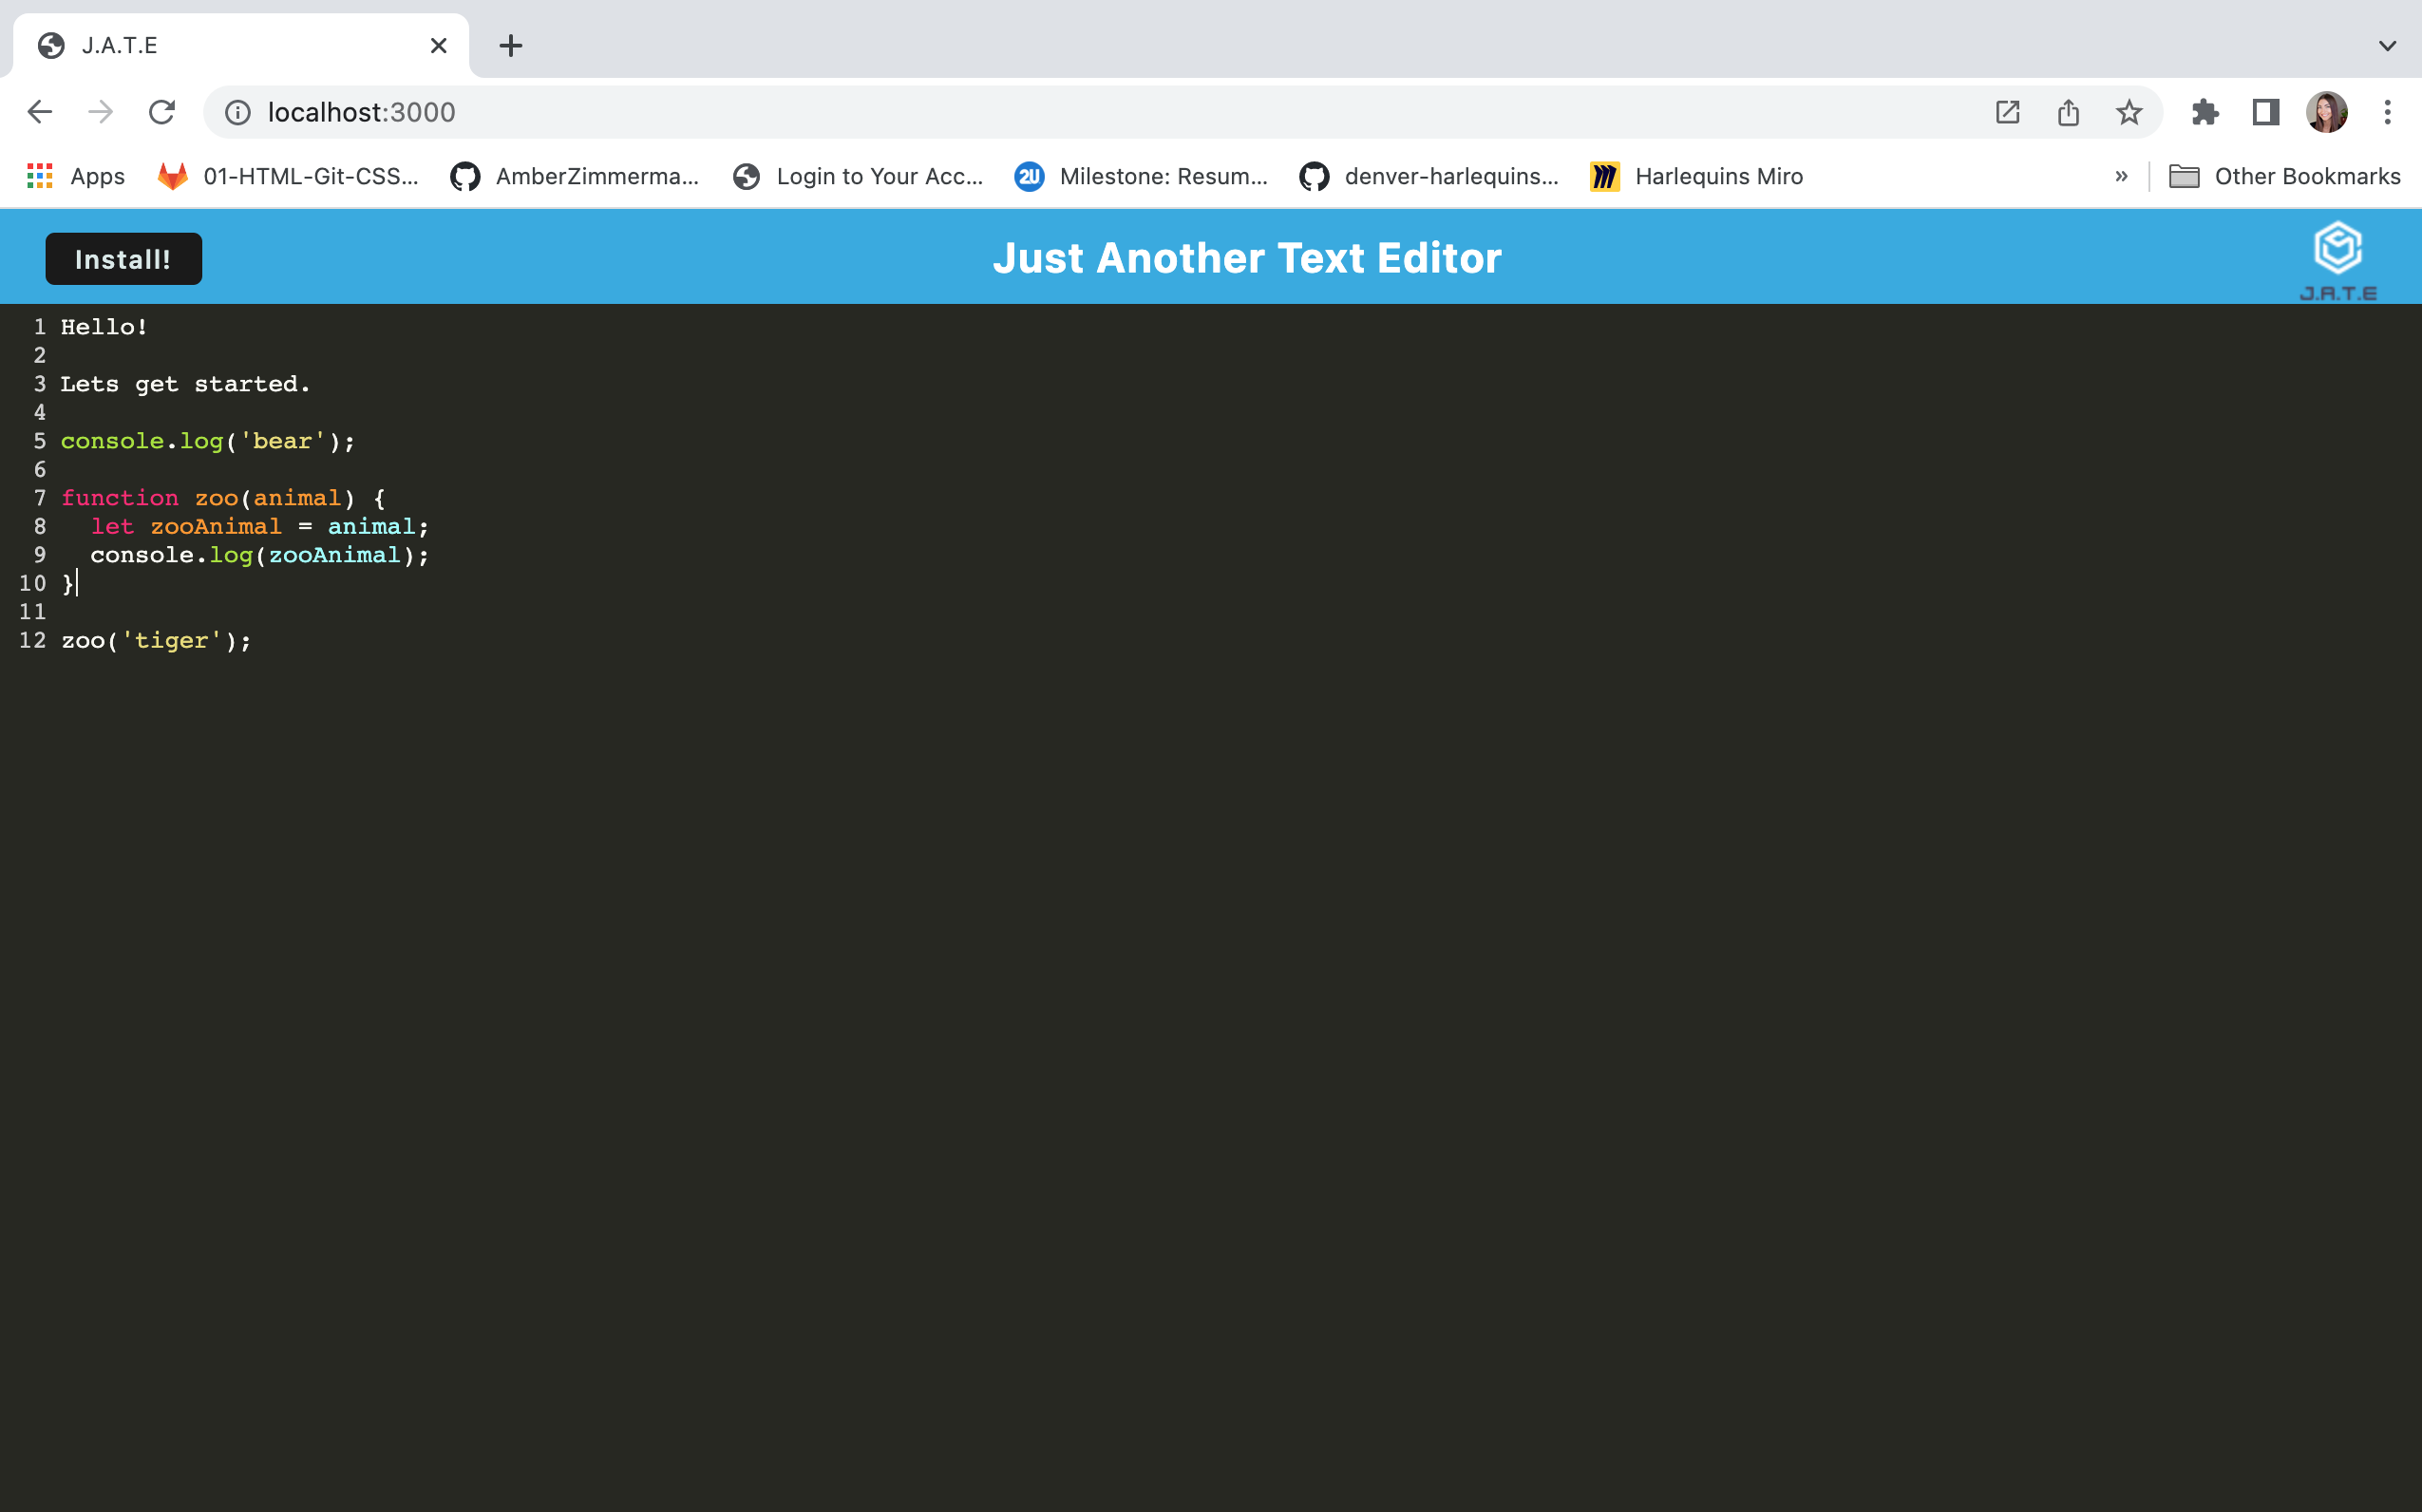 J.A.T.E
localhost:3000
Apps 01-HTML-Git-CSS... AmberZimmerma... Login to Your Acc... 2U Milestone: Resum... denver-harlequins... Harlequins Miro » Other Bookmarks
Install! Just Another Text Editor J.A.T.E
1 Hello!
2
3 Lets get started.
4
5 console.log('bear');
6
7 function zoo(animal) {
8   let zooAnimal = animal;
9   console.log(zooAnimal);
10 }
11
12 zoo('tiger');